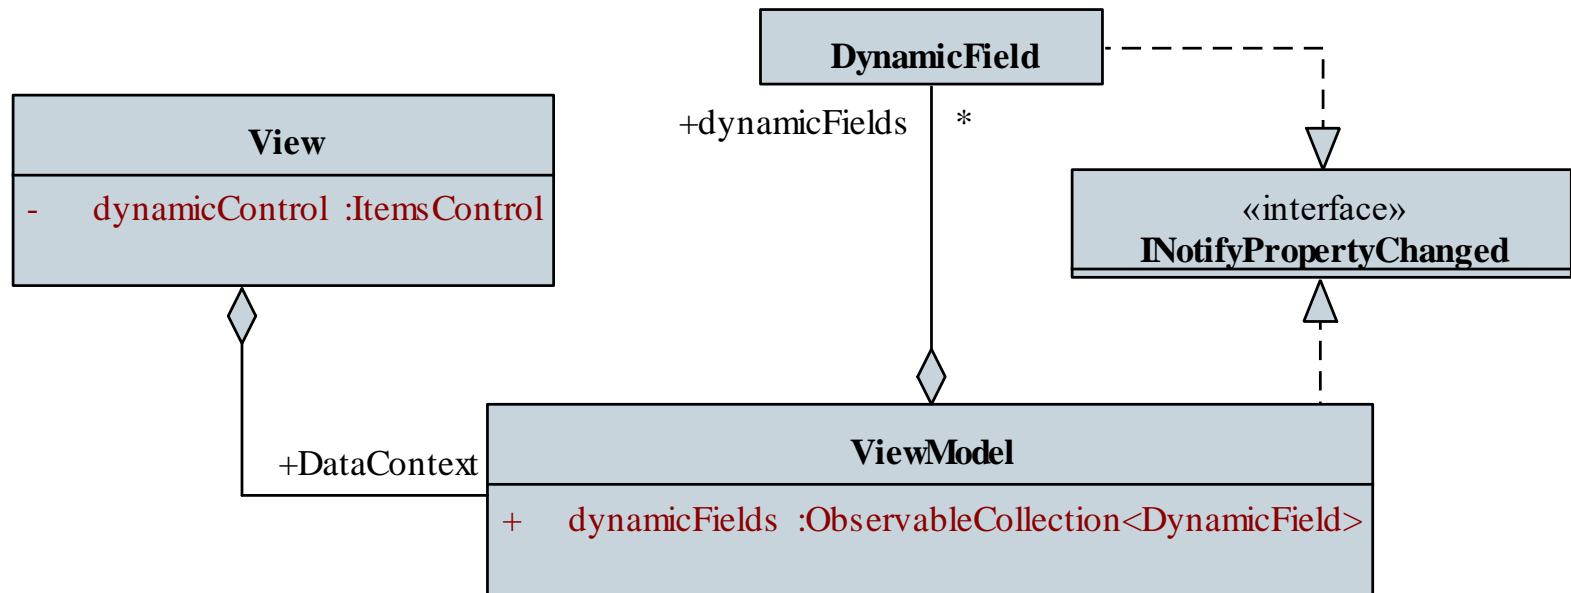 DynamicField
+dynamicFields *
View
- dynamicControl :ItemsControl
«interface»
INotifyPropertyChanged
+DataContext
ViewModel
+ dynamicFields :ObservableCollection<DynamicField>